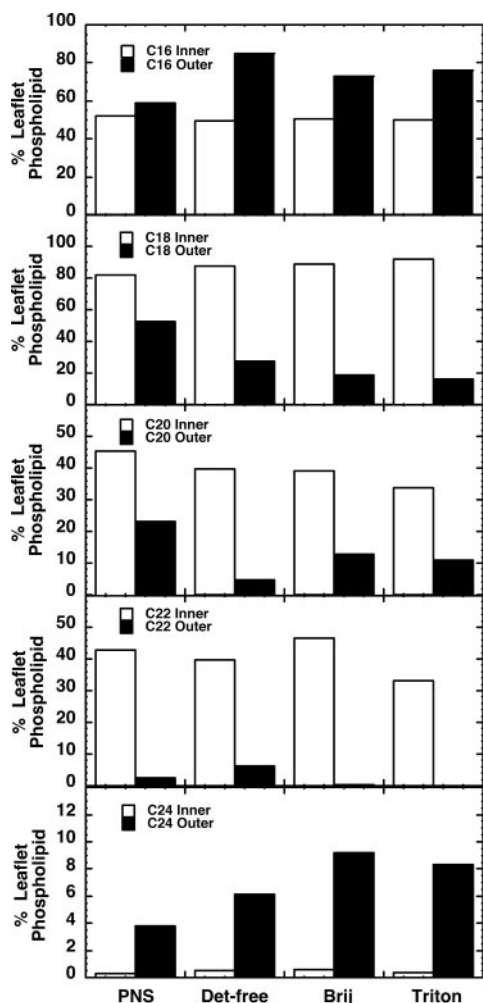 % Leaflet
Phospholipid
100
80
60
40
20
0
C16 Inner
C16 Outer
% Leaflet
Phospholipid
100
80
60
40
20
0
C18 Inner
C18 Outer
% Leaflet
Phospholipid
50
40
30
20
10
0
C20 Inner
C20 Outer
% Leaflet
Phospholipid
50
40
30
20
10
0
C22 Inner
C22 Outer
% Leaflet
Phospholipid
12
10
8
6
4
2
0
C24 Inner
C24 Outer
PNS Det-free Brij Triton